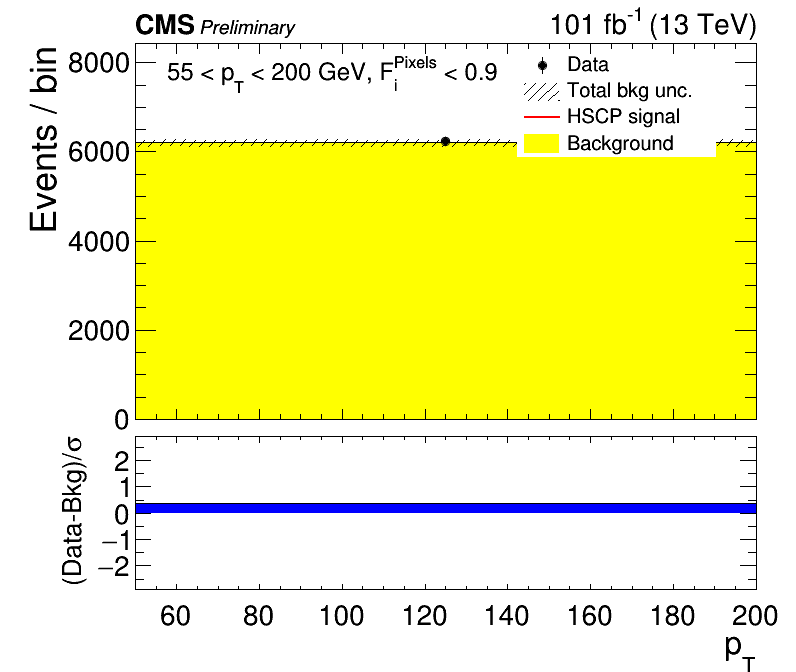 CMS Preliminary 101 fb-1 (13 TeV)
Events / bin
8000
6000
4000
2000
0
55 < pT < 200 GeV, FiPixels < 0.9
Data
Total bkg unc.
HSCP signal
Background
(Data-Bkg)/σ
2
1
0
−1
−2
60 80 100 120 140 160 180 200
pT